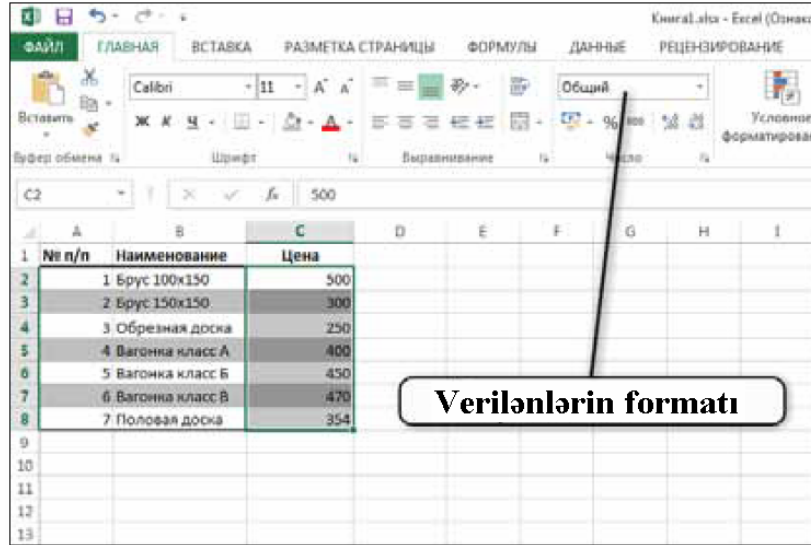 Книга1.xlsx - Excel (Ознак
ФАЙЛ ГЛАВНАЯ ВСТАВКА РАЗМЕТКА СТРАНИЦЫ ФОРМУЛЫ ДАННЫЕ РЕЦЕНЗИРОВАНИЕ
Calibri 11 A A Общий
Вставить Ж К Ч A % 000 Условное
форматирован
Буфер обмена Шрифт Выравнивание Число
C2 fx 500
A B C D E F G H I
1 № п/п Наименование Цена
2 1 Брус 100х150 500
3 2 Брус 150х150 300
4 3 Обрезная доска 250
5 4 Вагонка класс А 400
6 5 Вагонка класс Б 450
7 6 Вагонка класс В 470
8 7 Половая доска 354
Verilənlərin formatı
9
10
11
12
13